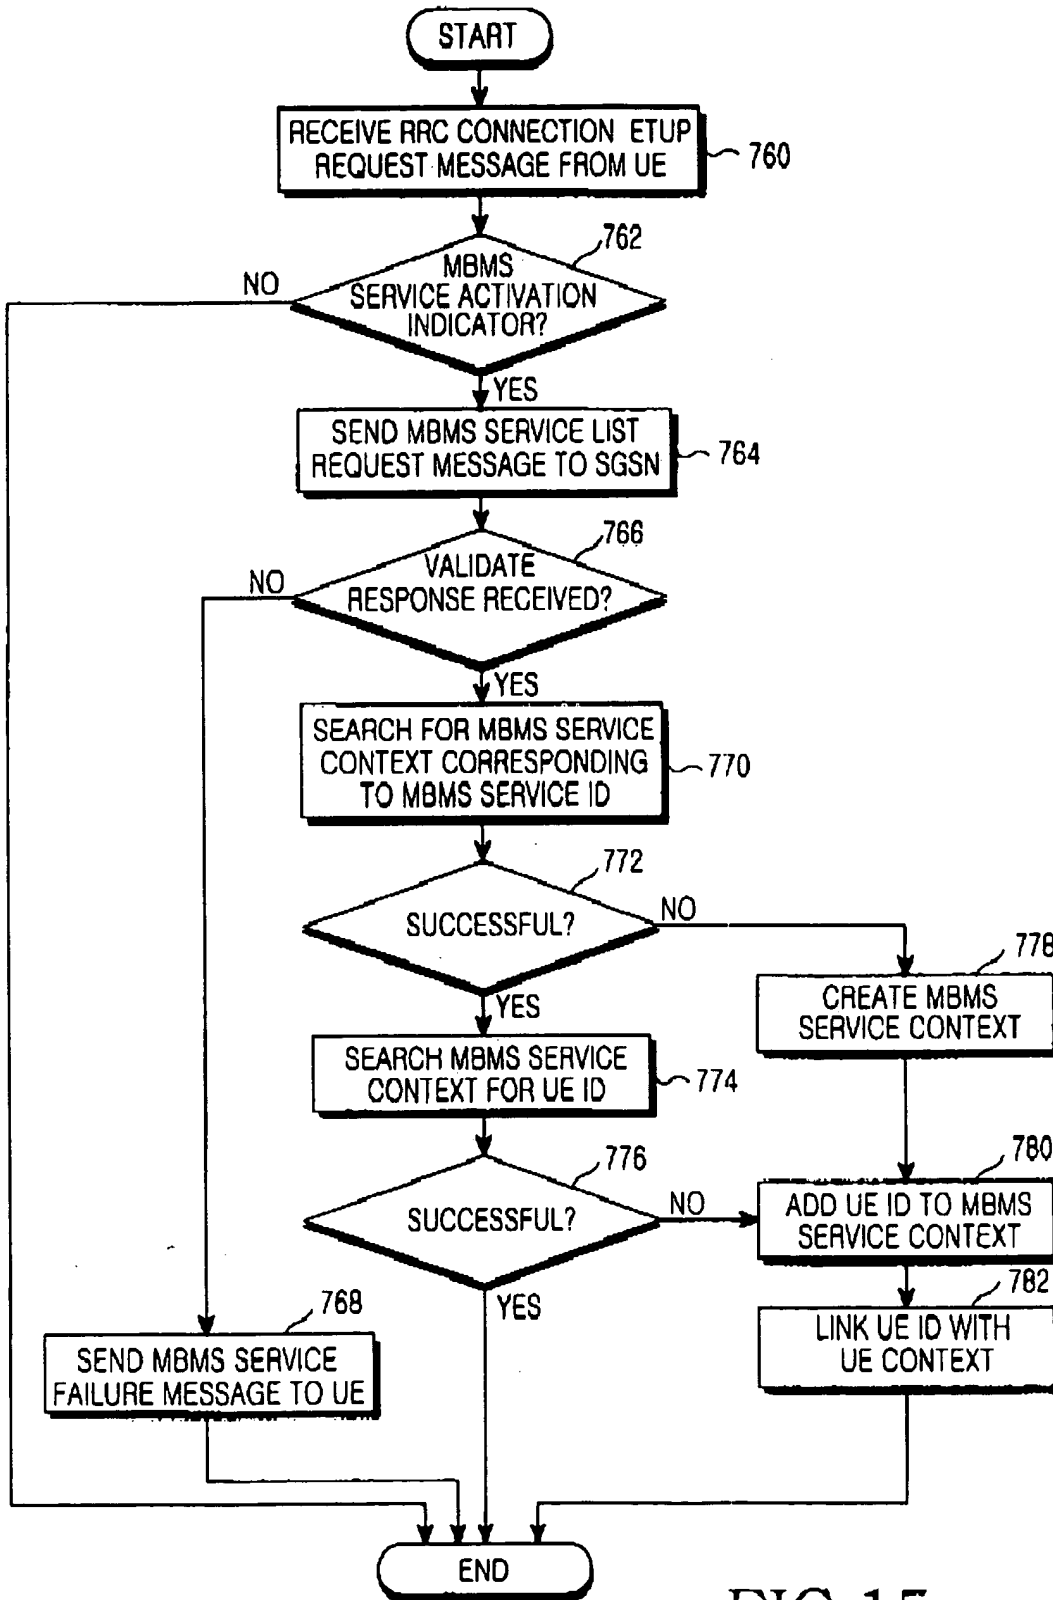 START
RECEIVE RRC CONNECTION ETUP
REQUEST MESSAGE FROM UE
760
762
MBMS
SERVICE ACTIVATION
INDICATOR?
NO
YES
SEND MBMS SERVICE LIST
REQUEST MESSAGE TO SGSN
764
766
VALIDATE
RESPONSE RECEIVED?
NO
YES
SEARCH FOR MBMS SERVICE
CONTEXT CORRESPONDING
TO MBMS SERVICE ID
770
772
SUCCESSFUL?
NO
YES
778
CREATE MBMS
SERVICE CONTEXT
SEARCH MBMS SERVICE
CONTEXT FOR UE ID
774
776
SUCCESSFUL?
NO
YES
780
ADD UE ID TO MBMS
SERVICE CONTEXT
782
LINK UE ID WITH
UE CONTEXT
768
SEND MBMS SERVICE
FAILURE MESSAGE TO UE
END
FIG.15